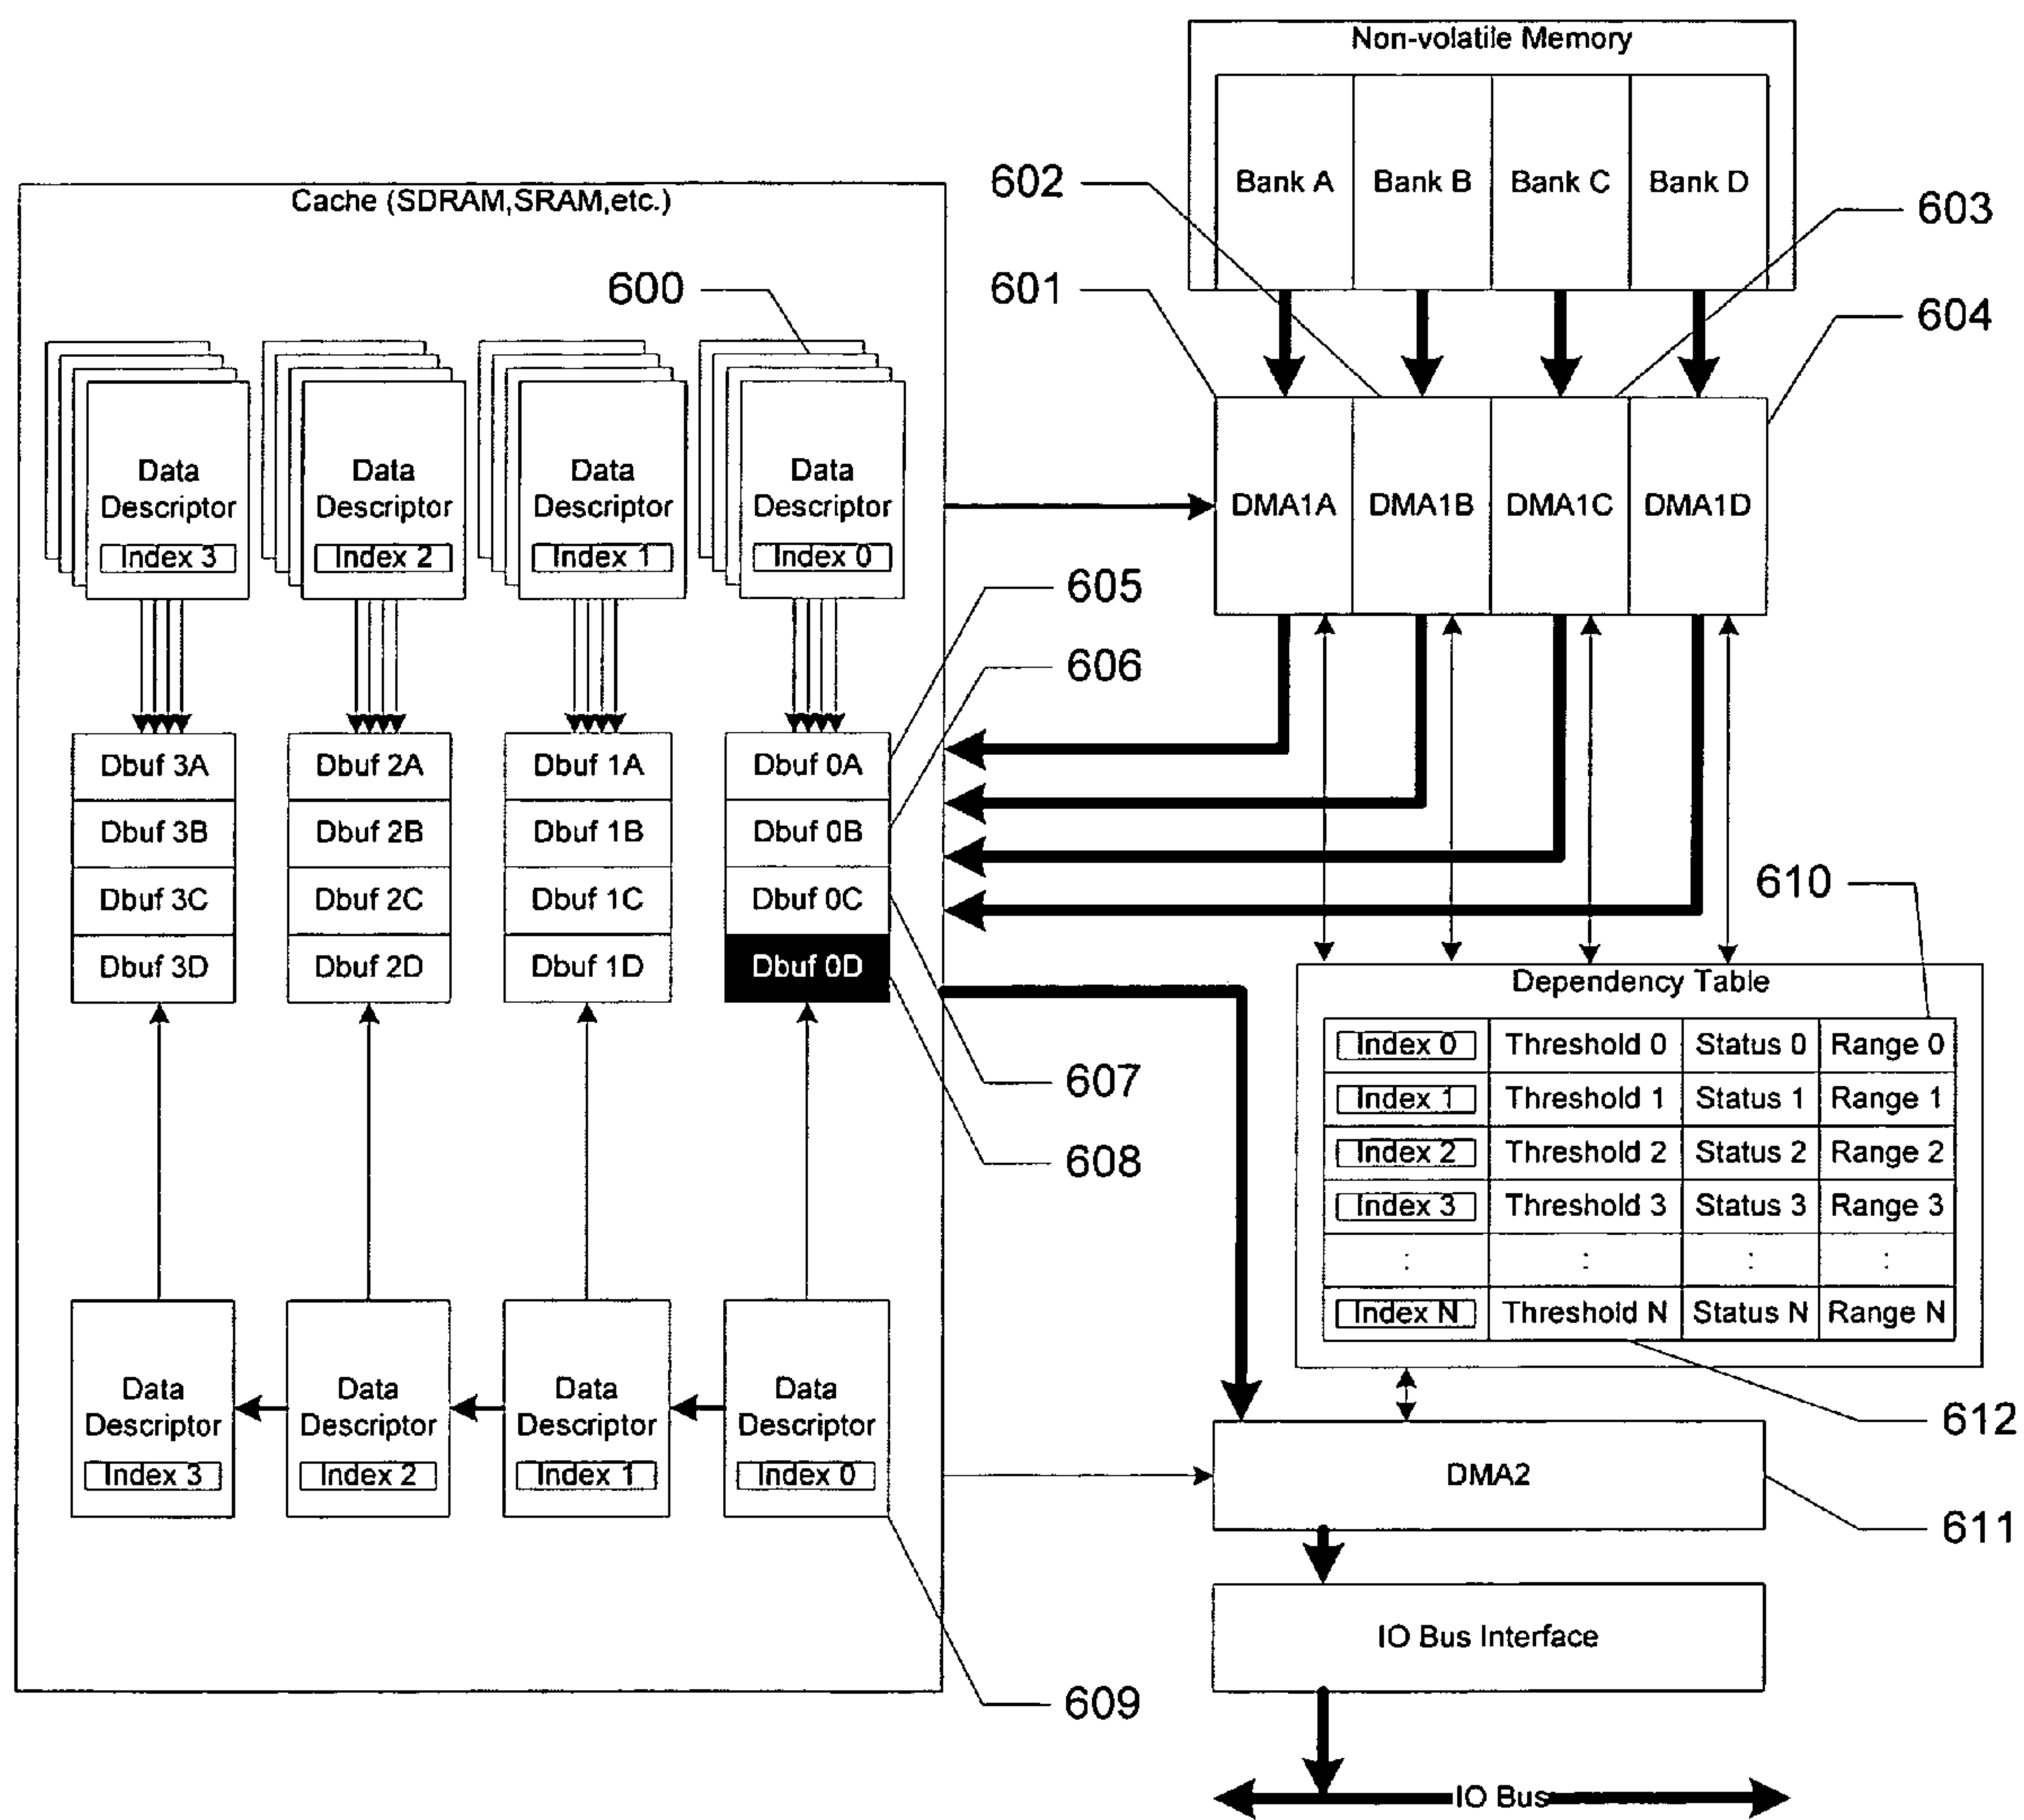 Non-volatile Memory
Bank A Bank B Bank C Bank D
602
603
601
604
Cache (SDRAM,SRAM,etc.)
600
Data Descriptor Index 3
Data Descriptor Index 2
Data Descriptor Index 1
Data Descriptor Index 0
DMA1A DMA1B DMA1C DMA1D
605
606
Dbuf 3A Dbuf 2A Dbuf 1A Dbuf 0A
Dbuf 3B Dbuf 2B Dbuf 1B Dbuf 0B
Dbuf 3C Dbuf 2C Dbuf 1C Dbuf 0C
Dbuf 3D Dbuf 2D Dbuf 1D Dbuf 0D
610
607
608
Dependency Table
Index 0 Threshold 0 Status 0 Range 0
Index 1 Threshold 1 Status 1 Range 1
Index 2 Threshold 2 Status 2 Range 2
Index 3 Threshold 3 Status 3 Range 3
: : : :
Index N Threshold N Status N Range N
612
Data Descriptor Index 3
Data Descriptor Index 2
Data Descriptor Index 1
Data Descriptor Index 0
DMA2
611
IO Bus Interface
609
IO Bus